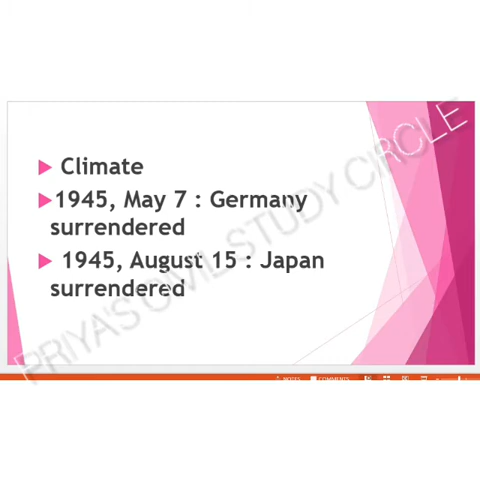 Climate
1945, May 7 : Germany
surrendered
1945, August 15 : Japan
surrendered
PRIYA'S CIVIL STUDY CIRCLE
NOTES COMMENTS